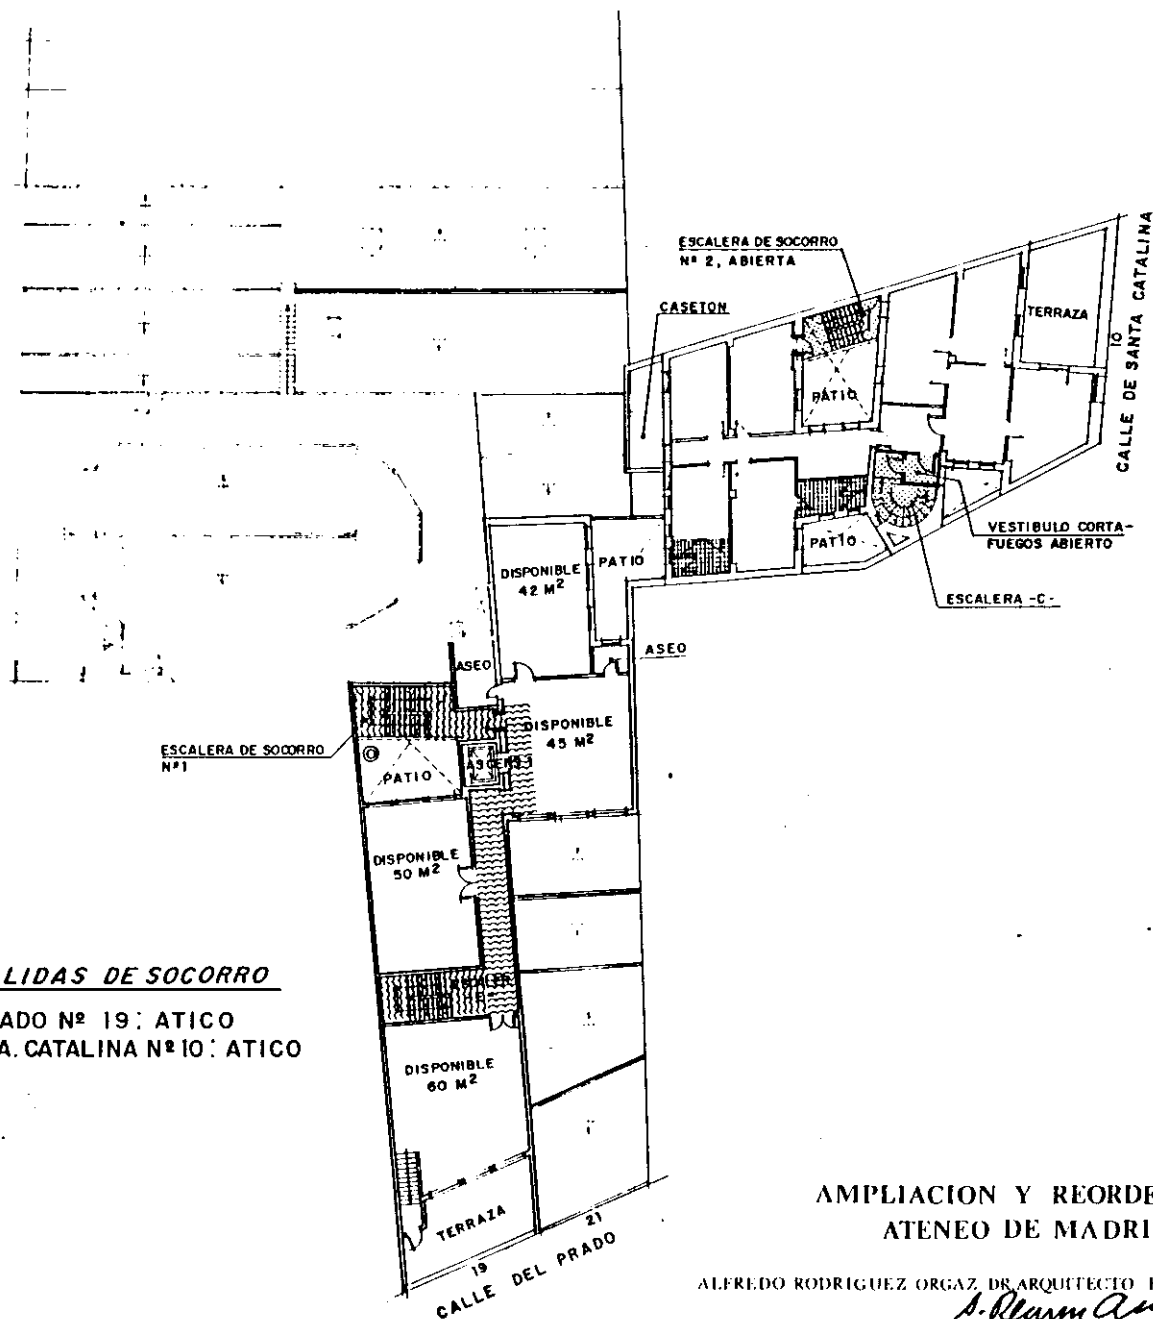 ESCALERA DE SOCORRO
Nº 2, ABIERTA
CASETON
TERRAZA
10
CALLE DE SANTA CATALINA
PATIO
VESTIBULO CORTA-
FUEGOS ABIERTO
PATIO
ESCALERA -C-
DISPONIBLE
42 M²
PATIO
ASEO
ASEO
DISPONIBLE
45 M²
ESCALERA DE SOCORRO
Nº 1
PATIO
DISPONIBLE
50 M²
LIDAS DE SOCORRO
ADO Nº 19: ATICO
A. CATALINA Nº 10: ATICO
DISPONIBLE
60 M²
TERRAZA
19
21
CALLE DEL PRADO
AMPLIACION Y REORDE
ATENEO DE MADRI
ALFREDO RODRIGUEZ ORGAZ DR. ARQUITECTO